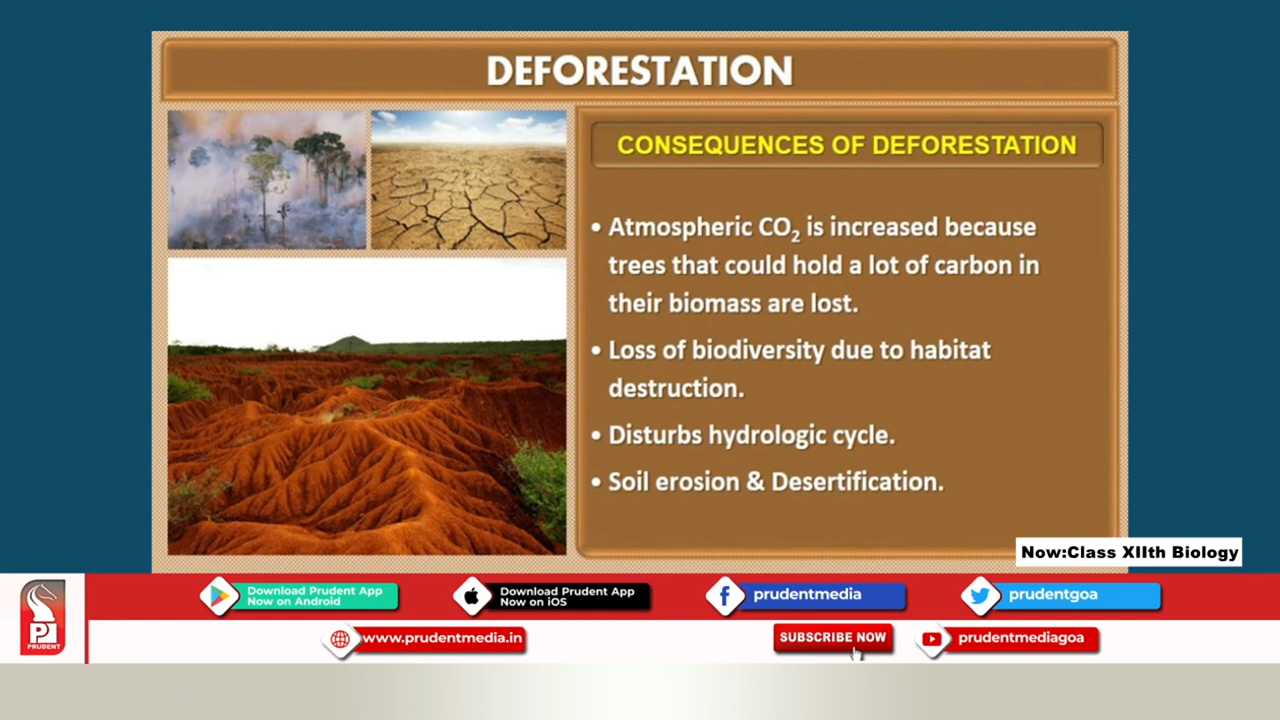 DEFORESTATION
CONSEQUENCES OF DEFORESTATION
• Atmospheric CO₂ is increased because
trees that could hold a lot of carbon in
their biomass are lost.
• Loss of biodiversity due to habitat
destruction.
• Disturbs hydrologic cycle.
• Soil erosion & Desertification.
Now:Class XIIth Biology
Download Prudent App
Now on Android
Download Prudent App
Now on iOS
prudentmedia
prudentgoa
PRUDENT
www.prudentmedia.in
SUBSCRIBE NOW
prudentmediagoa